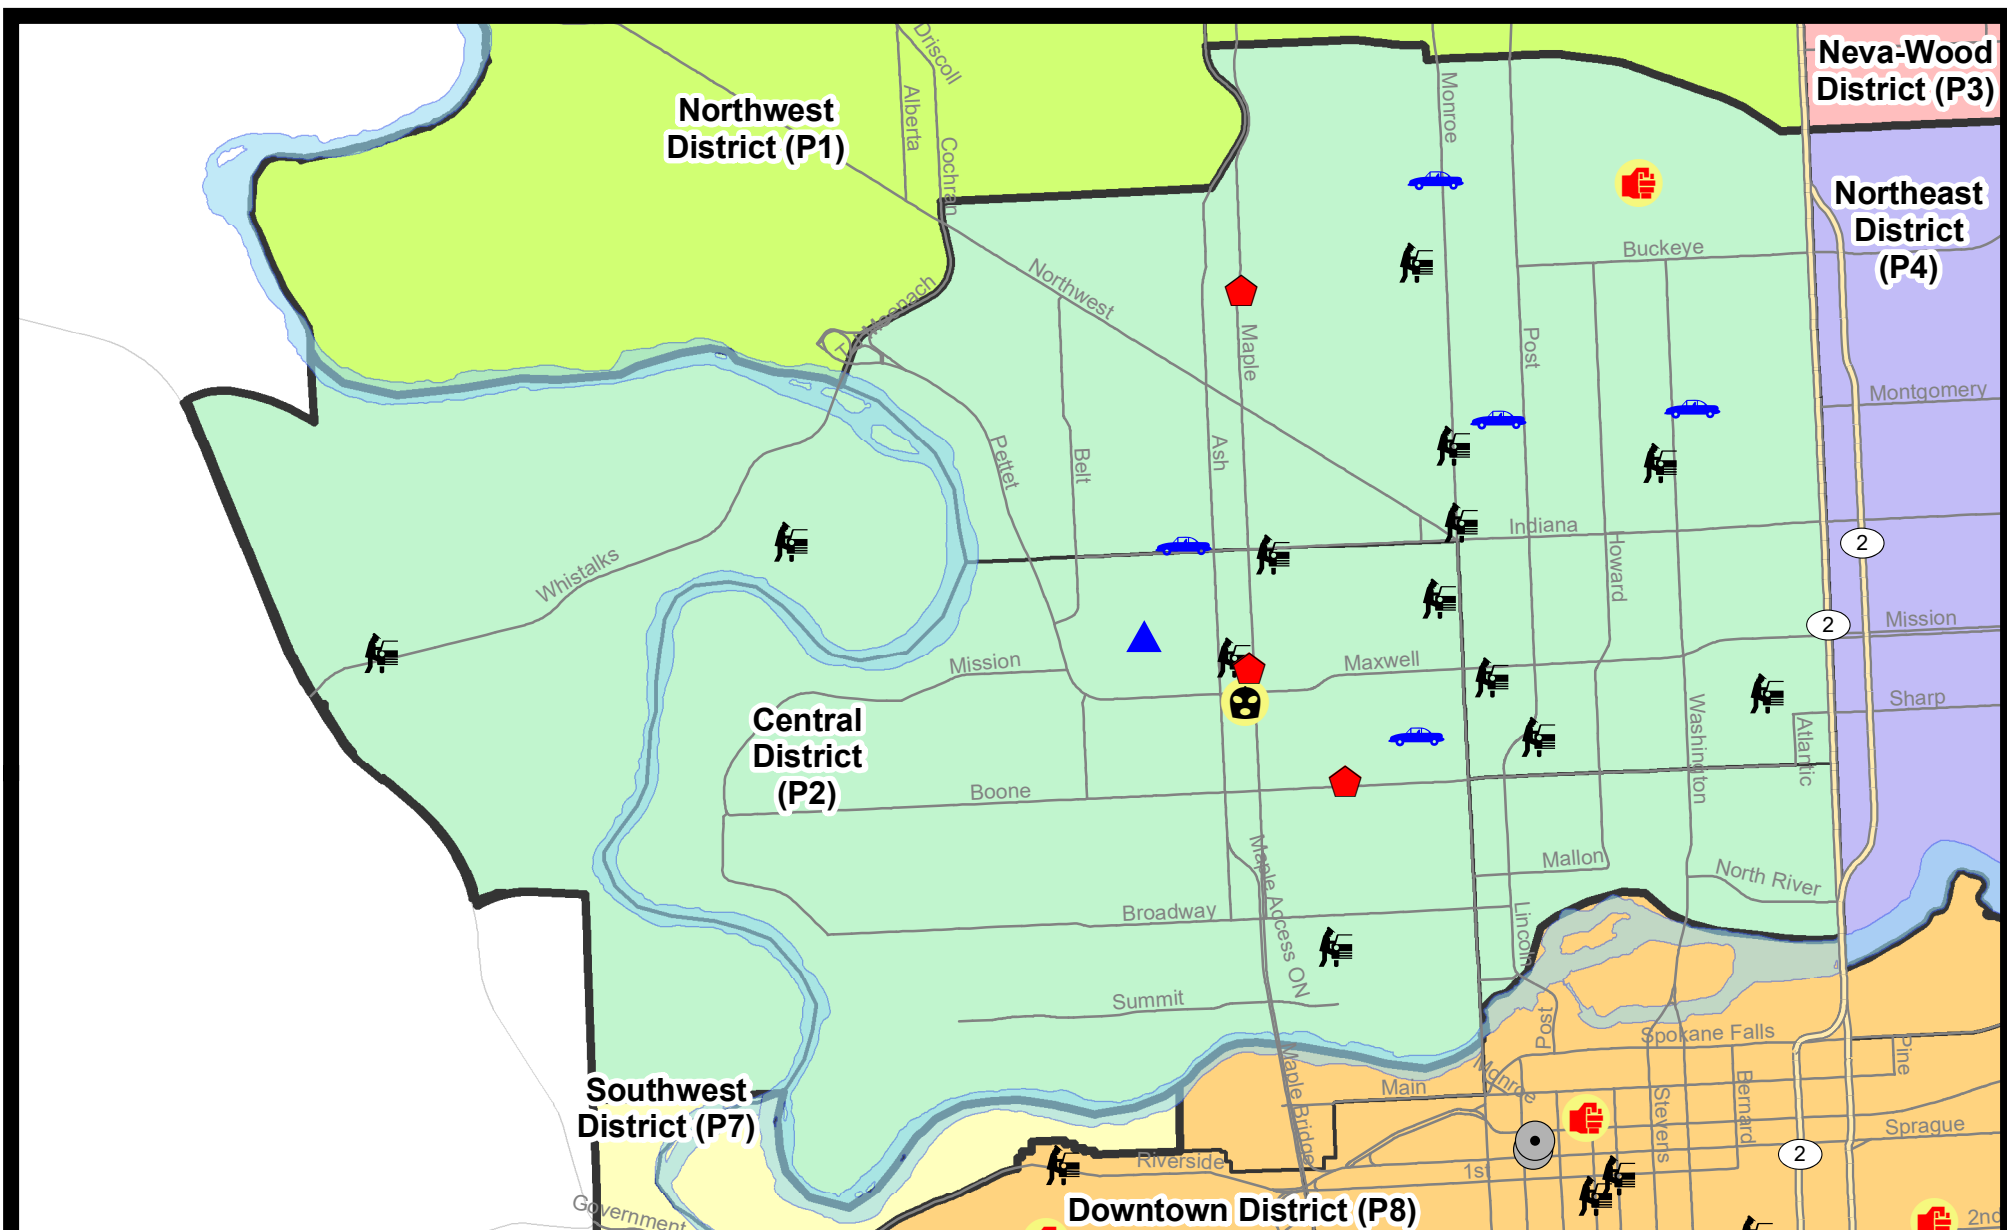 Driscoll
Neva-Wood
District (P3)
Northwest
District (P1)
Alberta
Monroe
Cochran
Northeast
District
(P4)
Buckeye
Northwest
Maple
Post
Montgomery
Ash
Pettet
Belt
Indiana
2
Whistalks
Howard
2
Mission
Mission
Maxwell
Sharp
Central
District
(P2)
Washington
Atlantic
Boone
Maple Access ON
Mallon
North River
Broadway
Lincoln
Summit
Post
Spokane Falls
Pine
Southwest
District (P7)
Maple Bridge
Main
Monroe
Stevens
Bernard
Sprague
Riverside
1st
2
Government
Downtown District (P8)
2nd